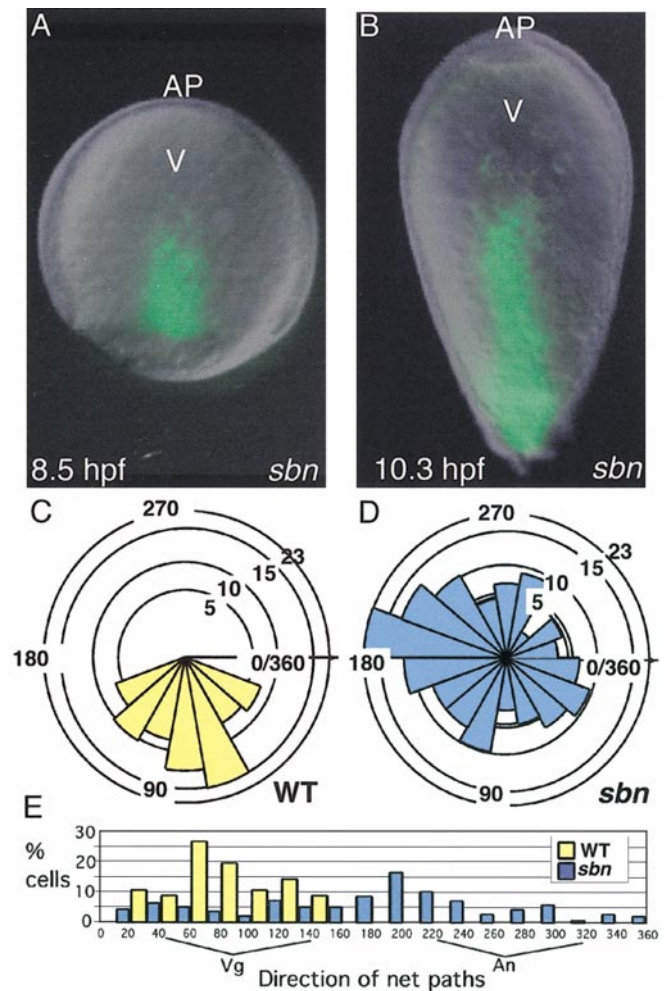 A
AP
V
8.5 hpf
sbn
B
AP
V
10.3 hpf
sbn
C
270
23
15
10
5
180
0/360
90
WT
D
270
23
15
10
5
180
0/360
90
sbn
E
%
cells
30
20
10
0
WT
sbn
0 20 40 60 80 100 120 140 160 180 200 220 240 260 280 300 320 340 360
Vg
An
Direction of net paths